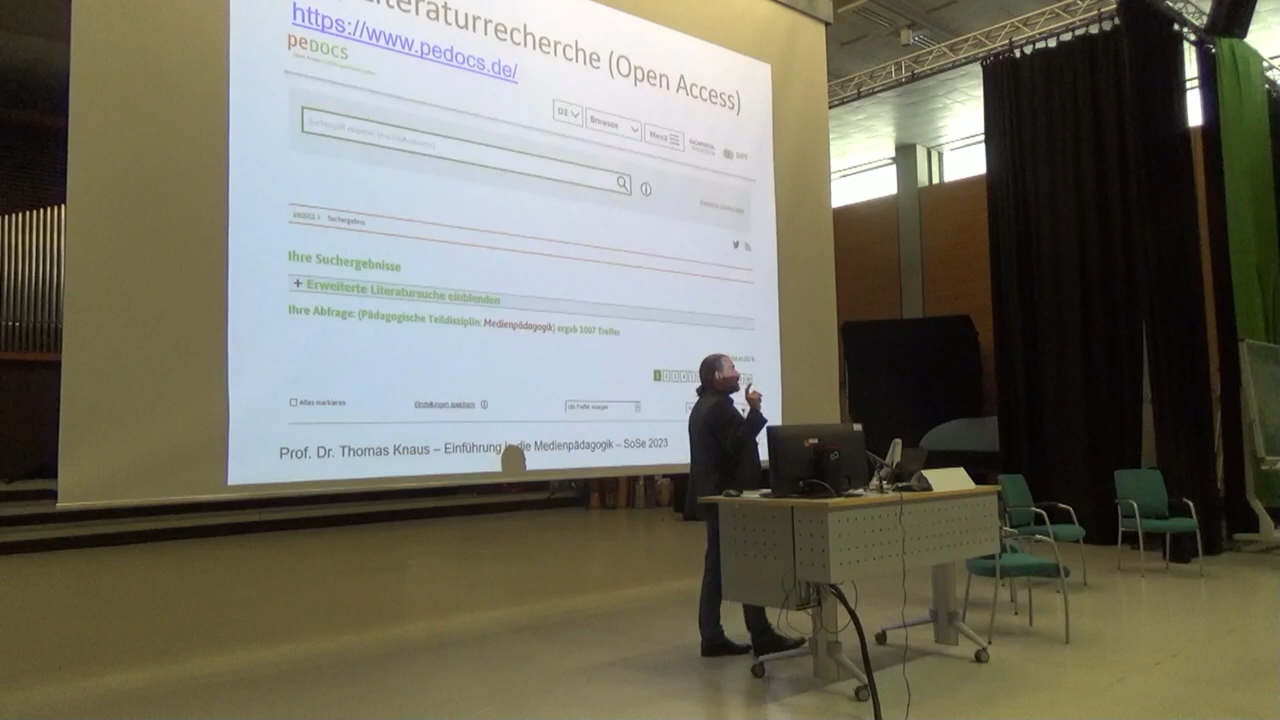 Literaturrecherche (Open Access)
https://www.pedocs.de/
peDOCS
DE
Browsen
Menü
Suchergebnis
Ihre Suchergebnisse
+ Erweiterte Literatursuche einblenden
Ihre Abfrage: (Pädagogische Teildisziplin: Medienpädagogik) ergab 1007 Treffer
Alles markieren
Einstellungen speichern
Prof. Dr. Thomas Knaus – Einführung in die Medienpädagogik – SoSe 2023